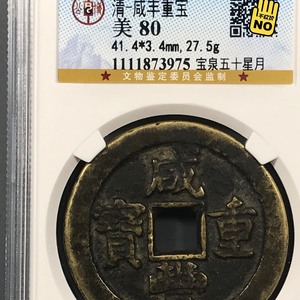 清-咸丰重宝
美 80
41.4*3.4mm,27.5g
1111873975 宝泉五十星月
★文物鉴定委员会监制★
咸
寶 重
豐